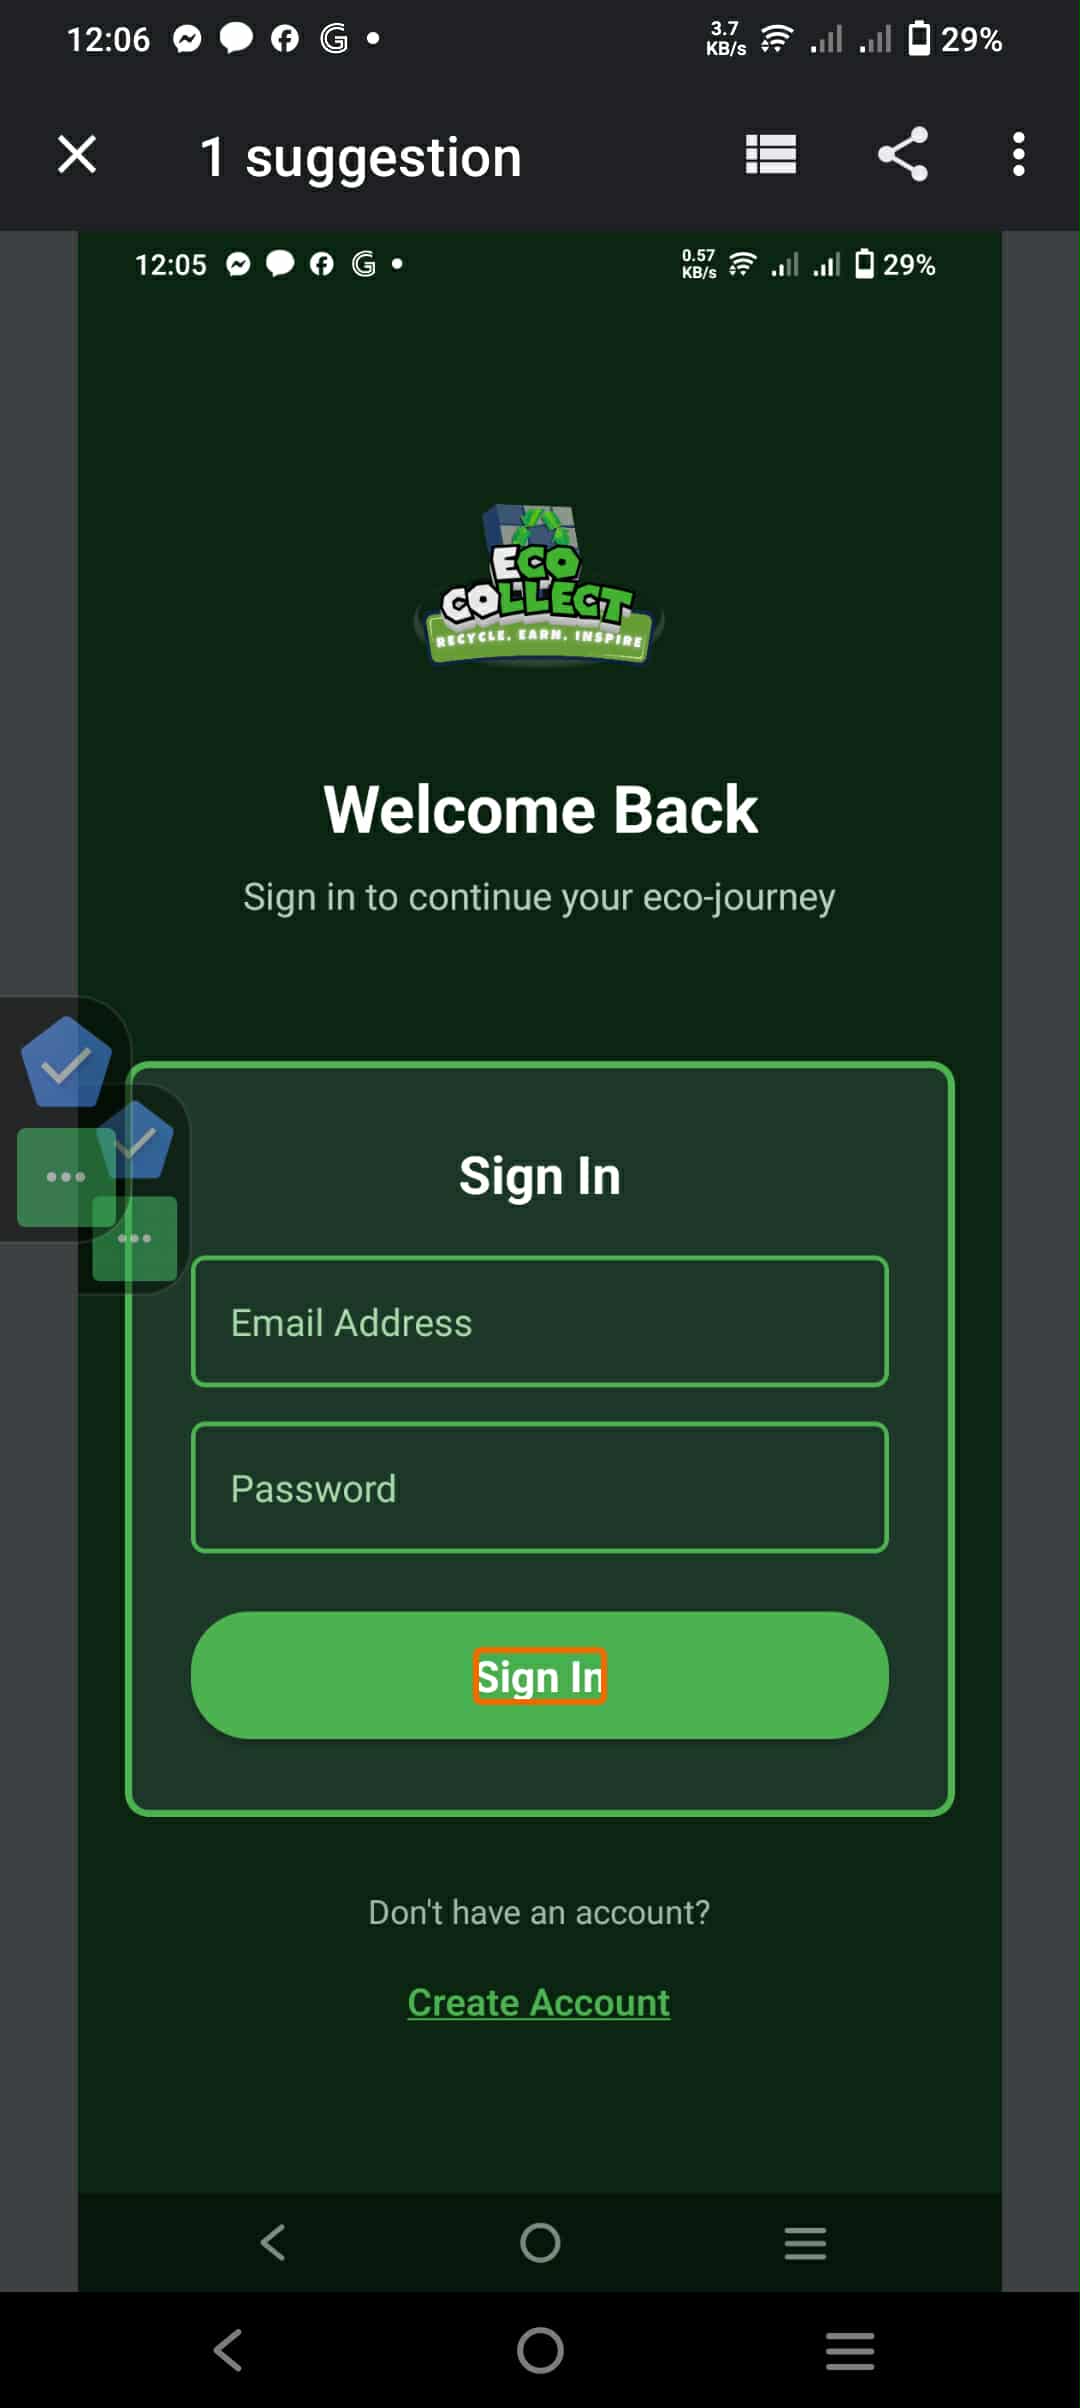 12:06
3.7
KB/s
29%
1 suggestion
12:05
0.57
KB/s
29%
ECO
COLLECT
RECYCLE. EARN. INSPIRE
Welcome Back
Sign in to continue your eco-journey
Sign In
Email Address
Password
Sign In
Don't have an account?
Create Account